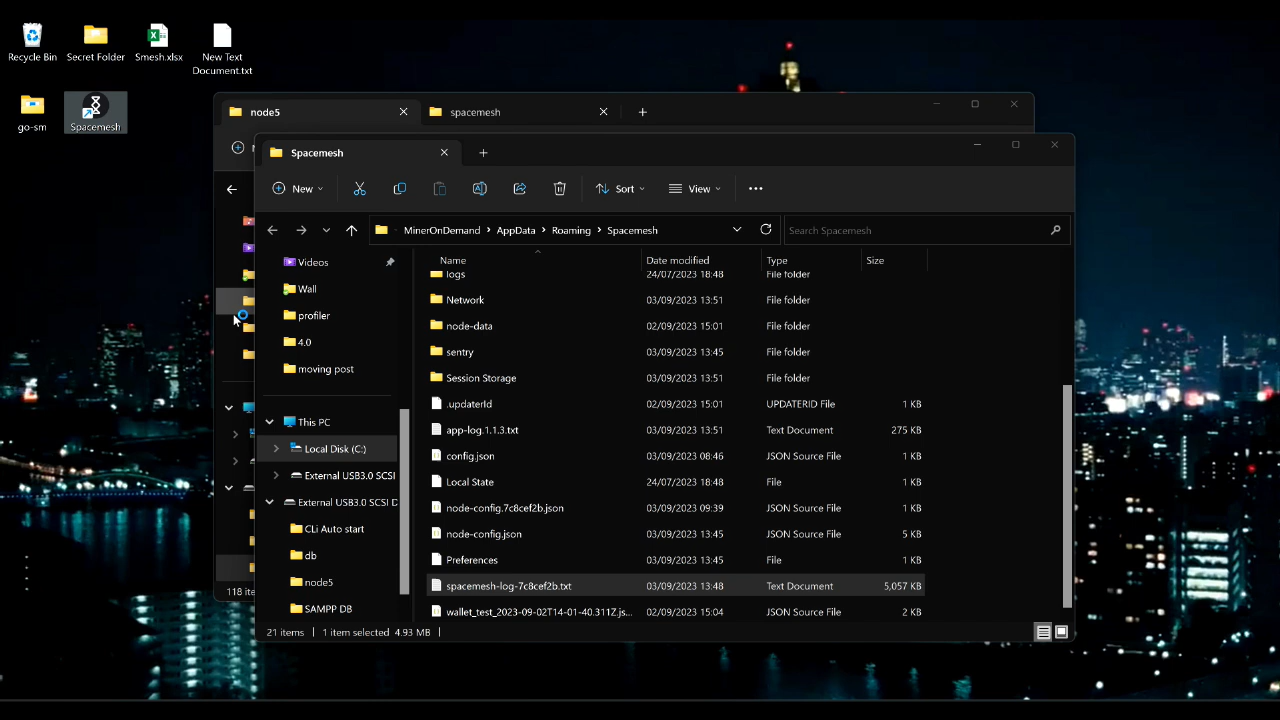 Recycle Bin
Secret Folder
Smesh.xlsx
New Text
Document.txt
go-sm
Spacemesh
node5
spacemesh
Spacemesh
New
Sort
View
MinerOnDemand
AppData
Roaming
Spacemesh
Search Spacemesh
Videos
Wall
profiler
4.0
moving post
This PC
Local Disk (C:)
External USB3.0 SCSI
External USB3.0 SCSI D
CLi Auto start
db
node5
SAMPP DB
Name Date modified Type Size
logs 24/07/2023 18:48 File folder
Network 03/09/2023 13:51 File folder
node-data 02/09/2023 15:01 File folder
sentry 03/09/2023 13:45 File folder
Session Storage 03/09/2023 13:51 File folder
.updaterId 02/09/2023 15:01 UPDATERID File 1 KB
app-log.1.1.3.txt 03/09/2023 13:51 Text Document 275 KB
config.json 03/09/2023 08:46 JSON Source File 1 KB
Local State 24/07/2023 18:48 File 1 KB
node-config.7c8cef2b.json 03/09/2023 09:39 JSON Source File 1 KB
node-config.json 03/09/2023 13:45 JSON Source File 5 KB
Preferences 03/09/2023 13:45 File 1 KB
spacemesh-log-7c8cef2b.txt 03/09/2023 13:48 Text Document 5,057 KB
wallet_test_2023-09-02T14-01-40.311Z.js... 02/09/2023 15:04 JSON Source File 2 KB
118 ite
21 items 1 item selected 4.93 MB